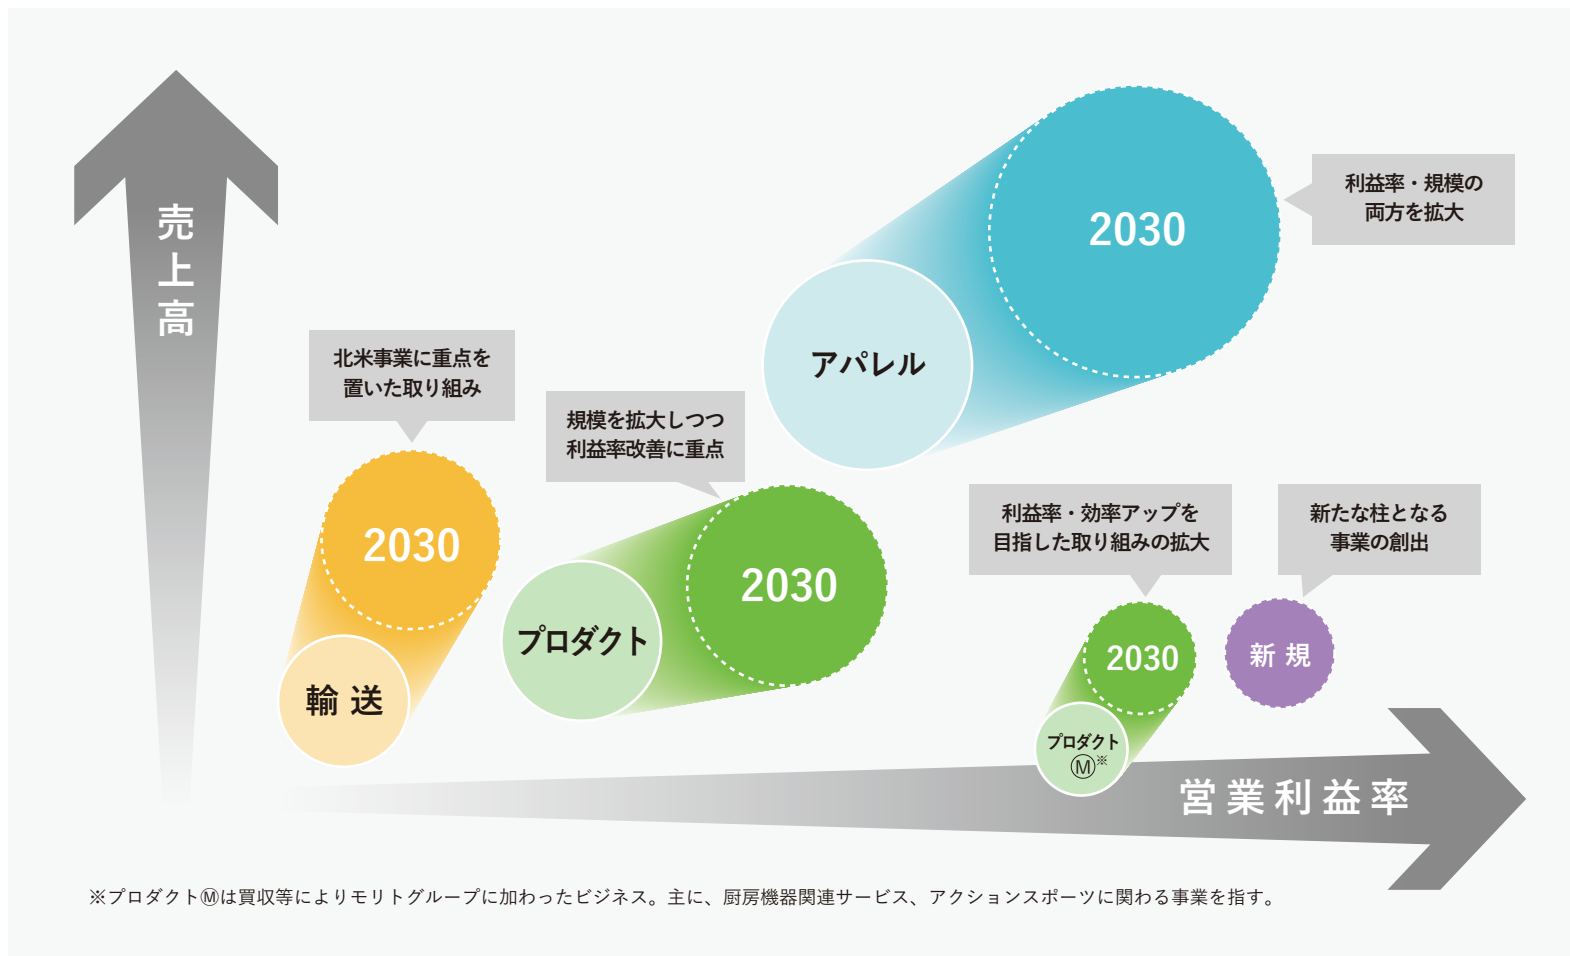 売上高
利益率・規模の
両方を拡大
2030
アパレル
北米事業に重点を
置いた取り組み
2030
輸送
規模を拡大しつつ
利益率改善に重点
2030
プロダクト
利益率・効率アップを
目指した取り組みの拡大
2030
プロダクト
Ⓜ※
新たな柱となる
事業の創出
新規
営業利益率
※プロダクトⓂは買収等によりモリトグループに加わったビジネス。主に、厨房機器関連サービス、アクションスポーツに関わる事業を指す。